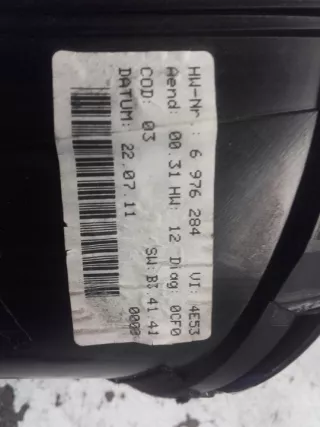 HW-Nr.: 6 976 284 VI: 4E53
Aend: 00.31 HW: 12 Diag: 0CF0
COD: 03 SW: B3.41.41
DATUM: 22.07.11 0003